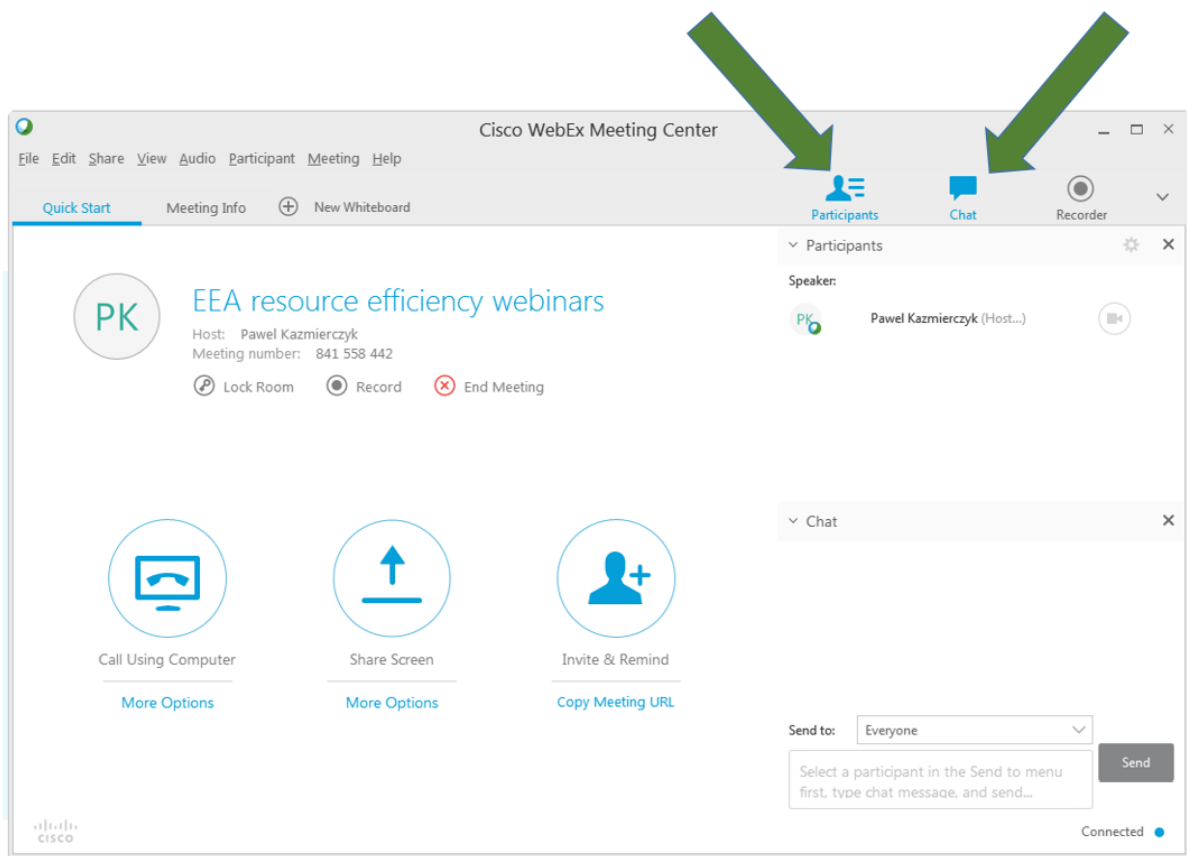 Cisco WebEx Meeting Center
File Edit Share View Audio Participant Meeting Help
Quick Start Meeting Info New Whiteboard
Participants Chat Recorder
Participants
Speaker:
PK
EEA resource efficiency webinars
Host: Pawel Kazmierczyk
Meeting number: 841 558 442
Lock Room Record End Meeting
PK Pawel Kazmierczyk (Host...)
Chat
Call Using Computer Share Screen Invite & Remind
More Options More Options Copy Meeting URL
Send to: Everyone
Select a participant in the Send to menu
first, type chat message, and send...
Send
Connected
CISCO